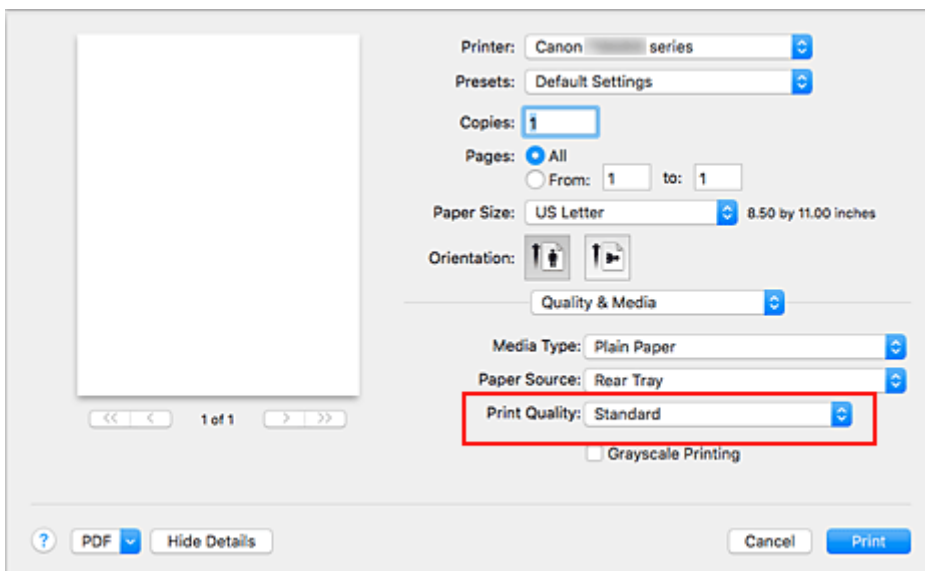 Printer: Canon series
Presets: Default Settings
Copies: 1
Pages: All
From: 1 to: 1
Paper Size: US Letter 8.50 by 11.00 inches
Orientation:
Quality & Media
Media Type: Plain Paper
Paper Source: Rear Tray
Print Quality: Standard
Grayscale Printing
<< < 1 of 1 > >>
? PDF Hide Details Cancel Print